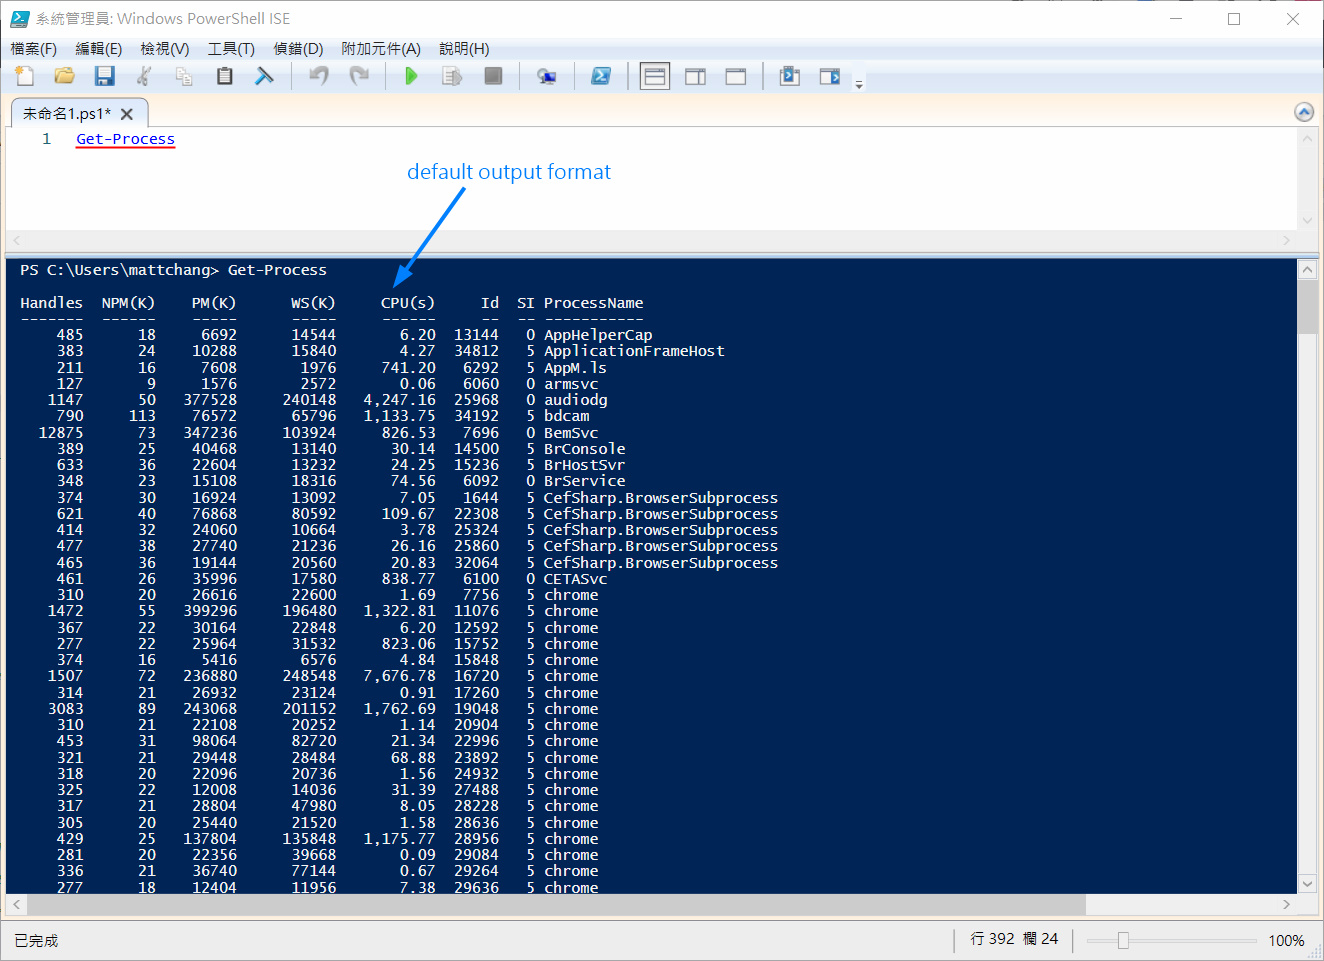 系統管理員: Windows PowerShell ISE
檔案(F) 編輯(E) 檢視(V) 工具(T) 偵錯(D) 附加元件(A) 說明(H)
未命名1.ps1*
1 Get-Process
default output format
PS C:\Users\mattchang> Get-Process
Handles NPM(K) PM(K) WS(K) CPU(s) Id SI ProcessName
------- ------ ----- ----- ------ -- -- -----------
485 18 6692 14544 6.20 13144 0 AppHelperCap
383 24 10288 15840 4.27 34812 5 ApplicationFrameHost
211 16 7608 1976 741.20 6292 5 AppM.ls
127 9 1576 2572 0.06 6060 0 armsvc
1147 50 377528 240148 4,247.16 25968 0 audiodg
790 113 76572 65796 1,133.75 34192 5 bdcam
12875 73 347236 103924 826.53 7696 0 BemSvc
389 25 40468 13140 30.14 14500 5 BrConsole
633 36 22604 13232 24.25 15236 5 BrHostSvr
348 23 15108 18316 74.56 6092 0 BrService
374 30 16924 13092 7.05 1644 5 CefSharp.BrowserSubprocess
621 40 76868 80592 109.67 22308 5 CefSharp.BrowserSubprocess
414 32 24060 10664 3.78 25324 5 CefSharp.BrowserSubprocess
477 38 27740 21236 26.16 25860 5 CefSharp.BrowserSubprocess
465 36 19144 20560 20.83 32064 5 CefSharp.BrowserSubprocess
461 26 35996 17580 838.77 6100 0 CETASvc
310 20 26616 22600 1.69 7756 5 chrome
1472 55 399296 196480 1,322.81 11076 5 chrome
367 22 30164 22848 6.20 12592 5 chrome
277 22 25964 31532 823.06 15752 5 chrome
374 16 5416 6576 4.84 15848 5 chrome
1507 72 236880 248548 7,676.78 16720 5 chrome
314 21 26932 23124 0.91 17260 5 chrome
3083 89 243068 201152 1,762.69 19048 5 chrome
310 21 22108 20252 1.14 20904 5 chrome
453 31 98064 82720 21.34 22996 5 chrome
321 21 29448 28484 68.88 23892 5 chrome
318 20 22096 20736 1.56 24932 5 chrome
325 22 12008 14036 31.39 27488 5 chrome
317 21 28804 47980 8.05 28228 5 chrome
305 20 25440 21520 1.58 28636 5 chrome
429 25 137804 135848 1,175.77 28956 5 chrome
281 20 22356 39668 0.09 29084 5 chrome
336 21 36740 77144 0.67 29264 5 chrome
277 18 12404 11956 7.38 29636 5 chrome
已完成 行 392 欄 24 100%